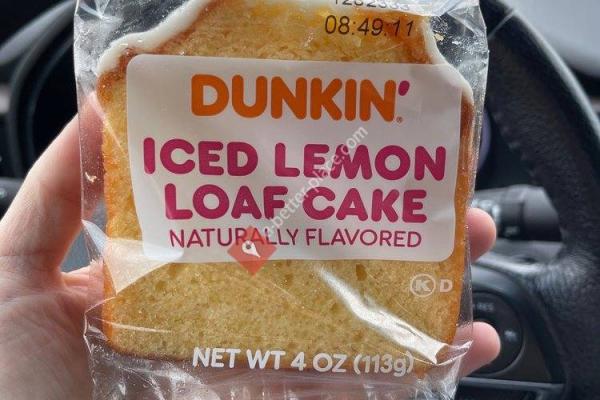 08:49:11
DUNKIN'
ICED LEMON
LOAF CAKE
NATURALLY FLAVORED
K D
NET WT 4 OZ (113g)